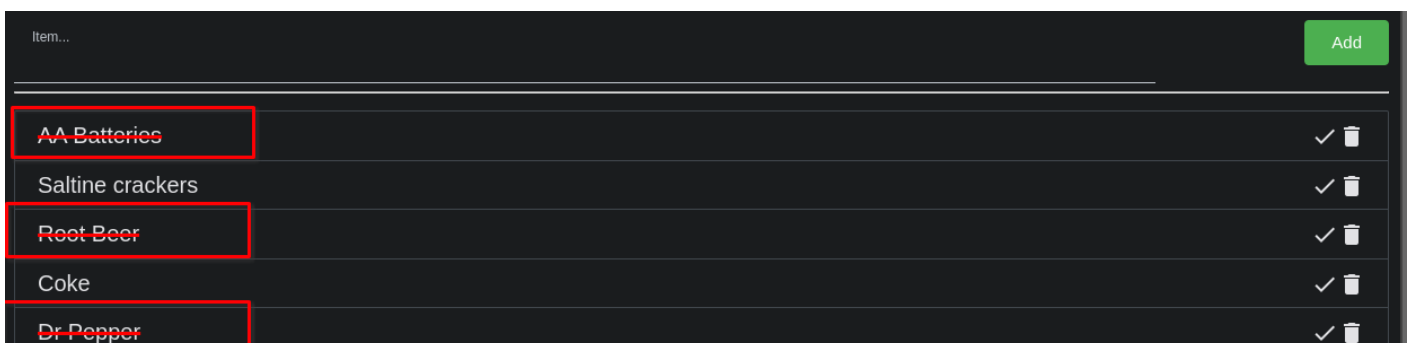 Item...
Add
AA Batteries
Saltine crackers
Root Beer
Coke
Dr Pepper